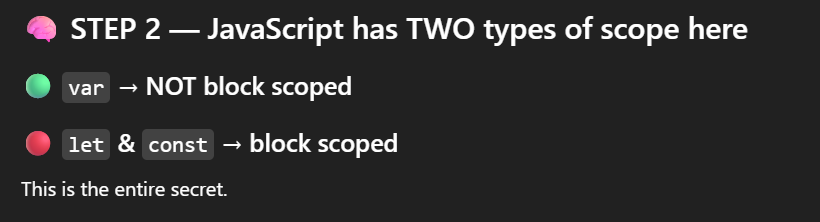 🧠 STEP 2 — JavaScript has TWO types of scope here
🟢 var → NOT block scoped
🔴 let & const → block scoped
This is the entire secret.